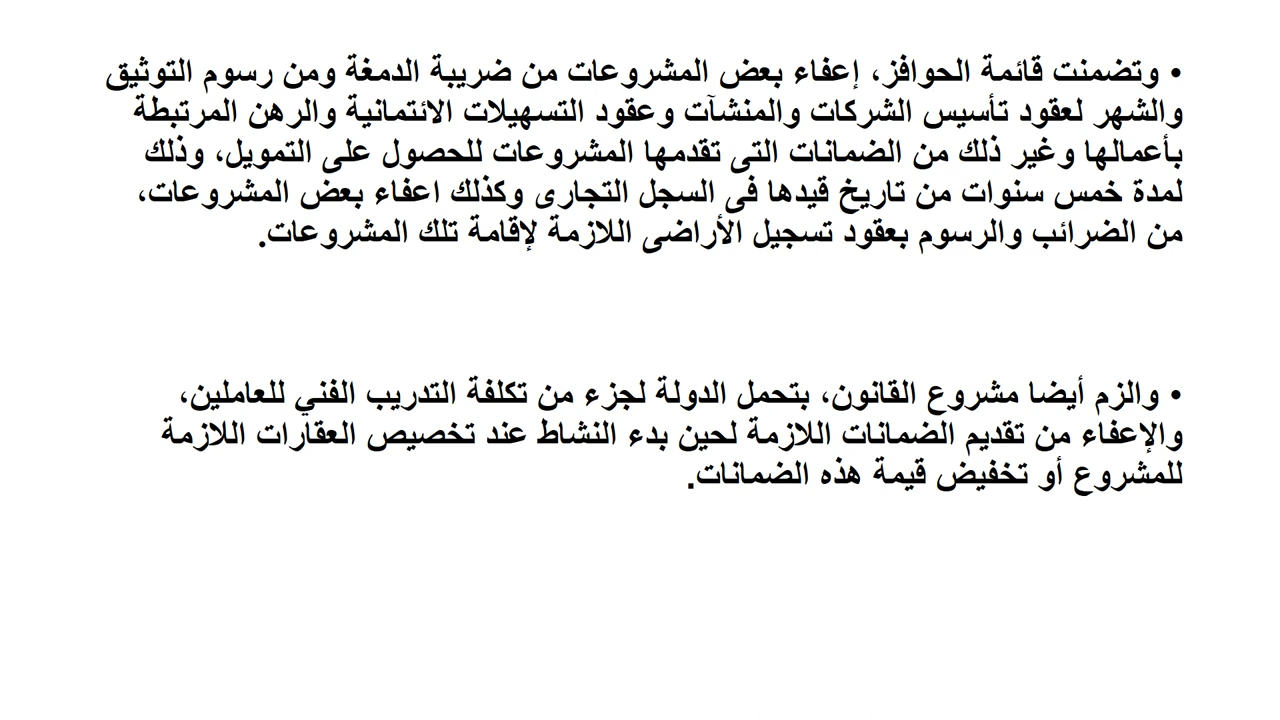 • وتضمنت قائمة الحوافز، إعفاء بعض المشروعات من ضريبة الدمغة ومن رسوم التوثيق
والشهر لعقود تأسيس الشركات والمنشآت وعقود التسهيلات الائتمانية والرهن المرتبطة
بأعمالها وغير ذلك من الضمانات التى تقدمها المشروعات للحصول على التمويل، وذلك
لمدة خمس سنوات من تاريخ قيدها فى السجل التجارى وكذلك اعفاء بعض المشروعات،
من الضرائب والرسوم بعقود تسجيل الأراضى اللازمة لإقامة تلك المشروعات.
• والزم أيضا مشروع القانون، بتحمل الدولة لجزء من تكلفة التدريب الفني للعاملين،
والإعفاء من تقديم الضمانات اللازمة لحين بدء النشاط عند تخصيص العقارات اللازمة
للمشروع أو تخفيض قيمة هذه الضمانات.